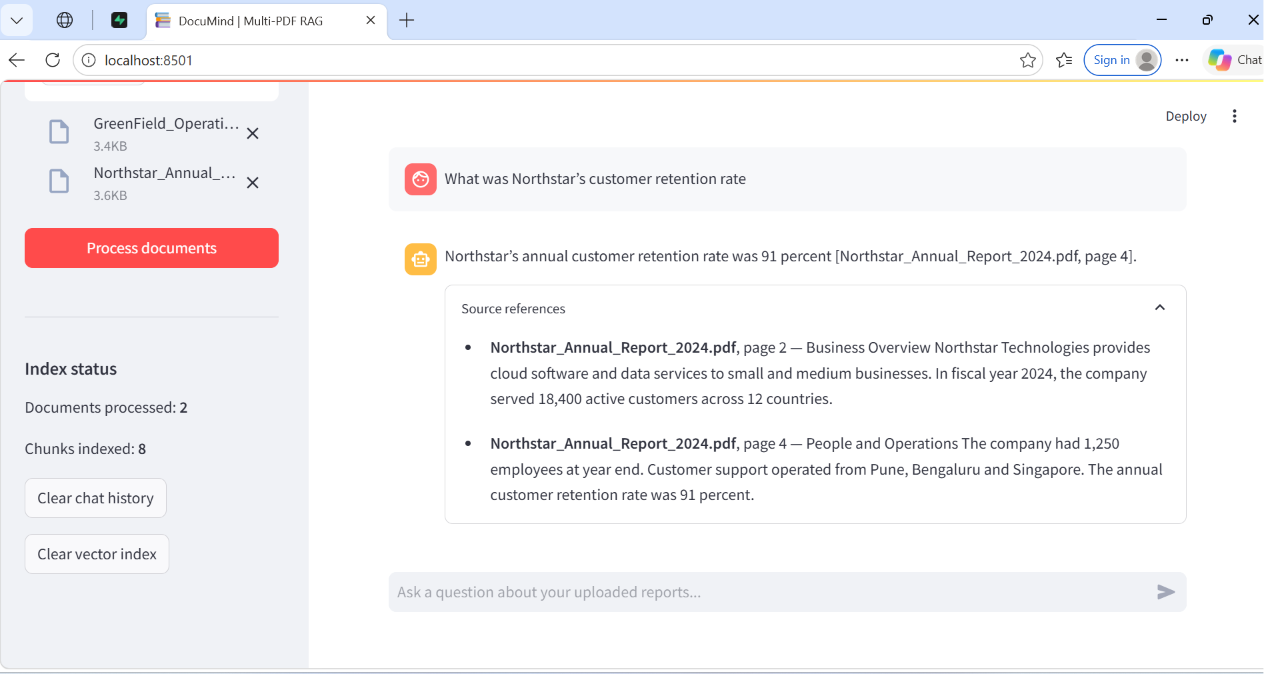 DocuMind | Multi-PDF RAG
localhost:8501
Sign in
Chat
GreenField_Operati...
3.4KB
Northstar_Annual_...
3.6KB
Process documents
Index status
Documents processed: 2
Chunks indexed: 8
Clear chat history
Clear vector index
Deploy
What was Northstar’s customer retention rate
Northstar’s annual customer retention rate was 91 percent [Northstar_Annual_Report_2024.pdf, page 4].
Source references
• Northstar_Annual_Report_2024.pdf, page 2 — Business Overview Northstar Technologies provides
cloud software and data services to small and medium businesses. In fiscal year 2024, the company
served 18,400 active customers across 12 countries.
• Northstar_Annual_Report_2024.pdf, page 4 — People and Operations The company had 1,250
employees at year end. Customer support operated from Pune, Bengaluru and Singapore. The annual
customer retention rate was 91 percent.
Ask a question about your uploaded reports...